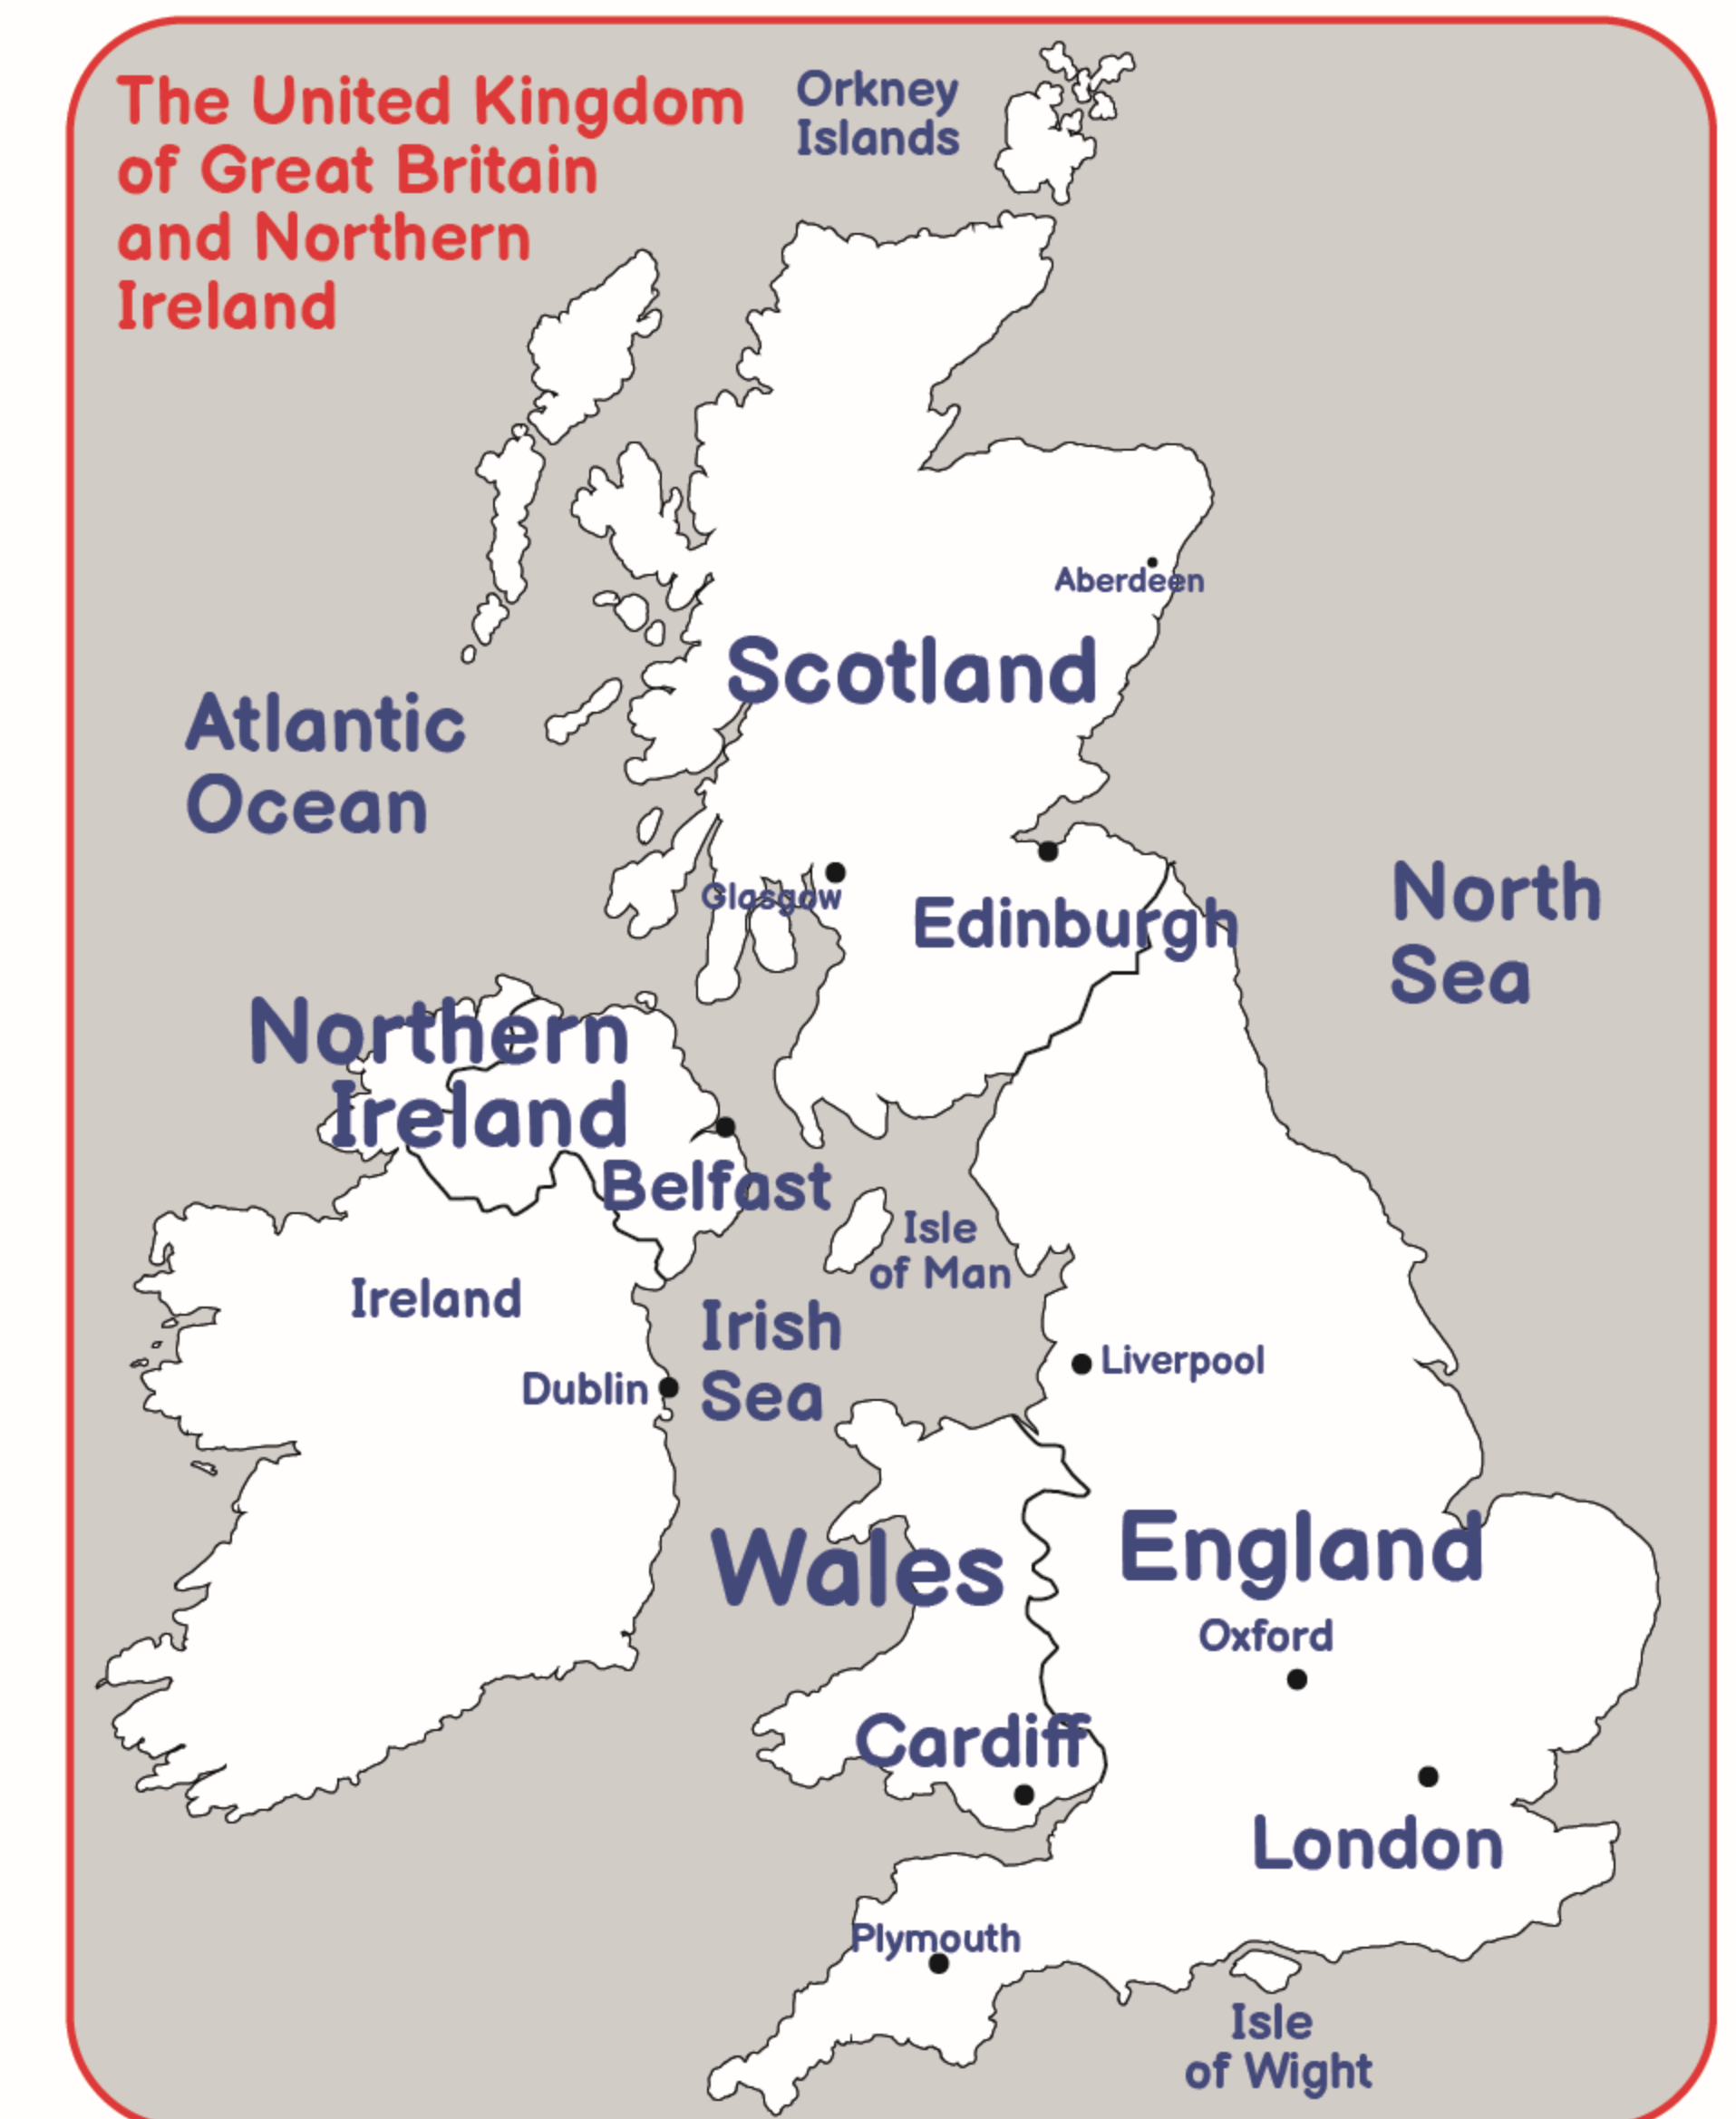 The United Kingdom
of Great Britain
and Northern
Ireland
Orkney
Islands
Aberdeen
Scotland
Atlantic
Ocean
Glasgow
Edinburgh
North
Sea
Northern
Ireland
Belfast
Isle
of Man
Ireland
Irish
Sea
Liverpool
Dublin
Wales
England
Oxford
Cardiff
London
Plymouth
Isle
of Wight